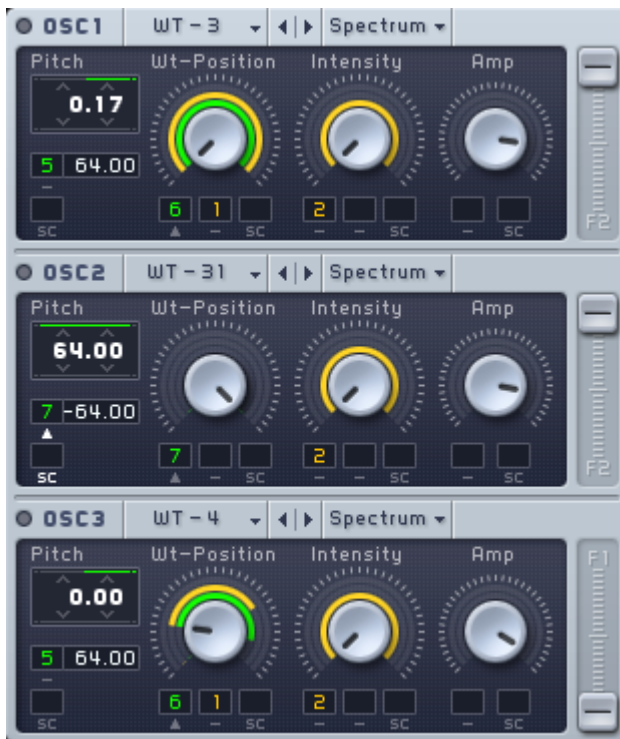 OSC1 WT-3 Spectrum
Pitch Wt-Position Intensity Amp
0.17
5 64.00
6 1 2
SC – SC – – SC – SC
F2
OSC2 WT-31 Spectrum
Pitch Wt-Position Intensity Amp
64.00
7 -64.00
7 2
SC – SC – – SC – SC
F2
OSC3 WT-4 Spectrum
Pitch Wt-Position Intensity Amp
F1
0.00
5 64.00
6 1 2
SC – SC – – SC – SC